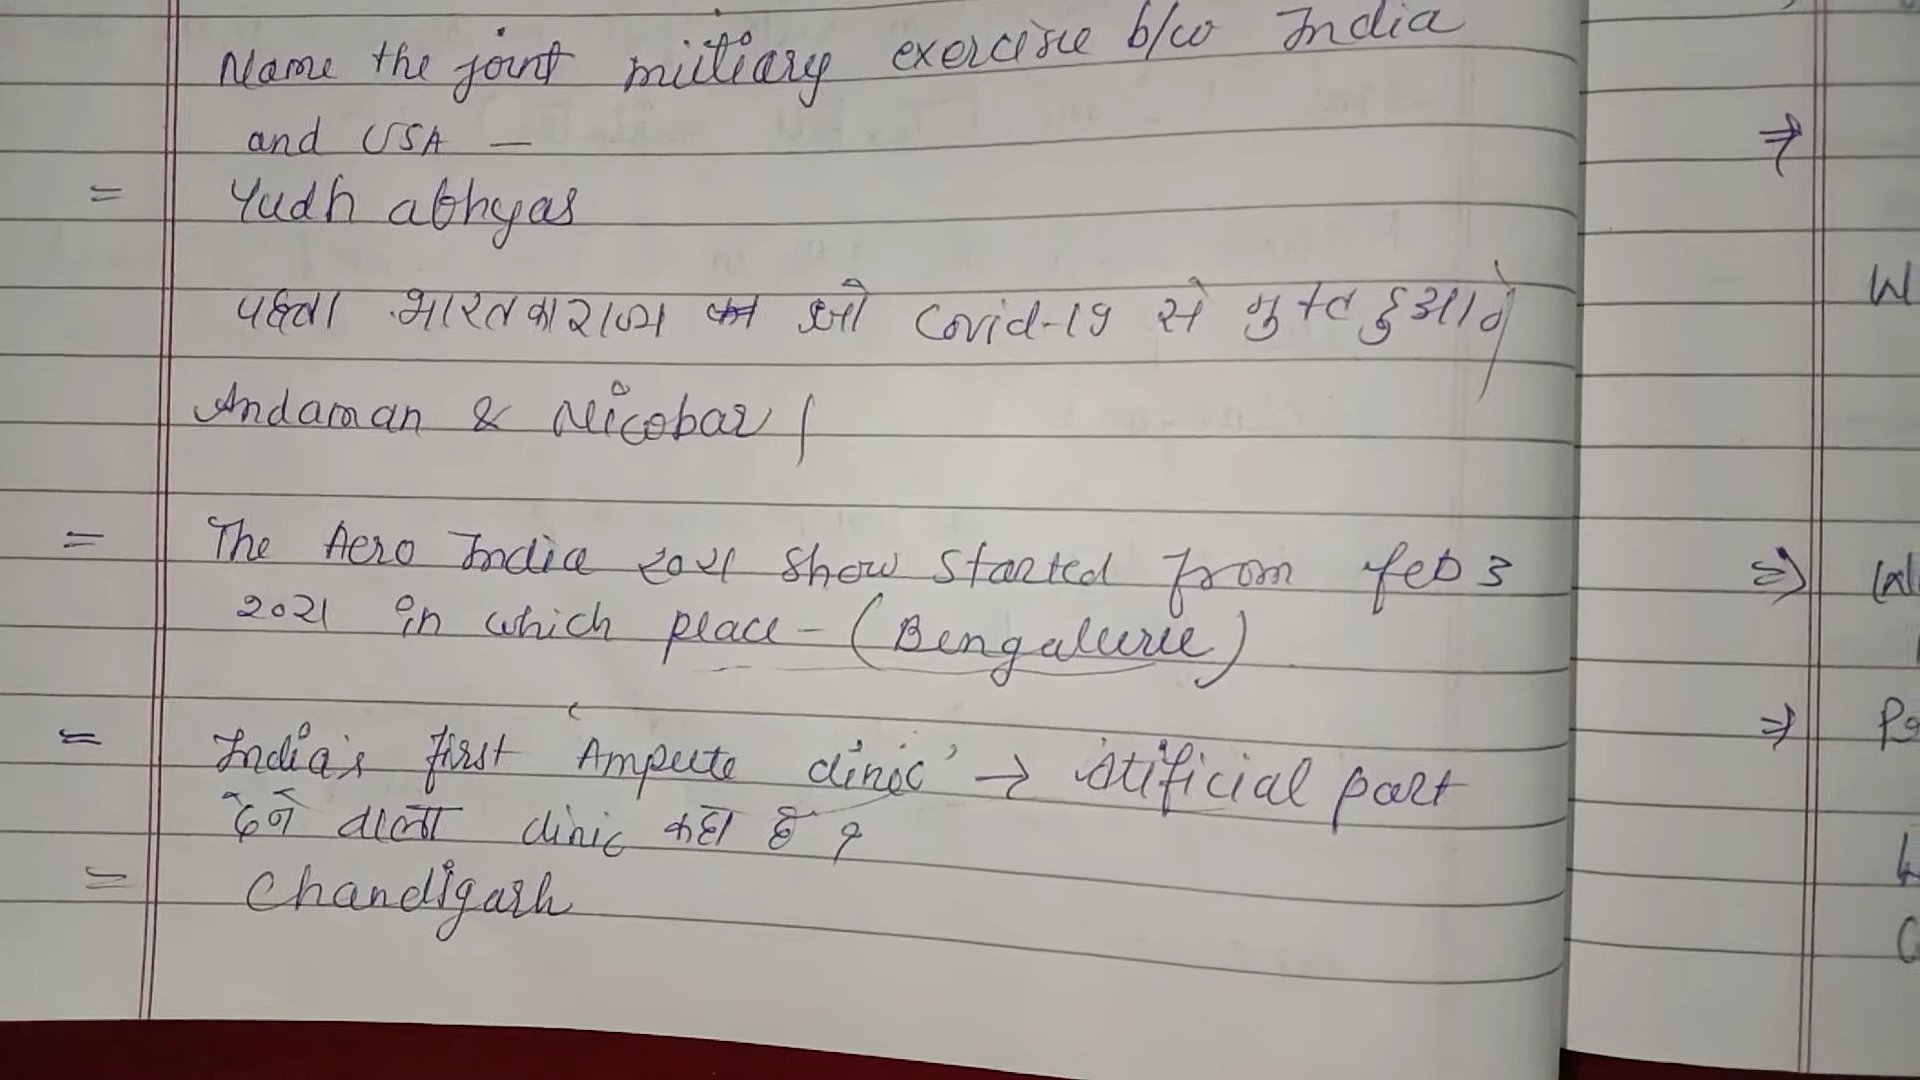 Name the joint military exercise b/w India
and USA —
= Yudh abhyas
पहला भारत का राज्य जो Covid-19 से मुक्त हुआ
Andaman & Nicobar
= The Aero India 2021 Show Started from feb 3
2021 in which place - (Bengalurue)
= India's first Ampute clinic' → atificial part
देने वाला clinic कहा है ?
= Chandigarh
⇒
W
⇒
⇒